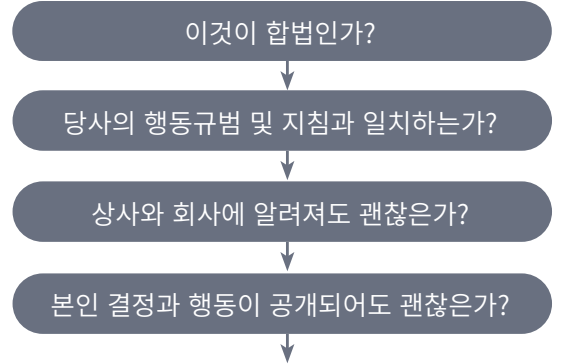 이것이 합법인가?
당사의 행동규범 및 지침과 일치하는가?
상사와 회사에 알려져도 괜찮은가?
본인 결정과 행동이 공개되어도 괜찮은가?